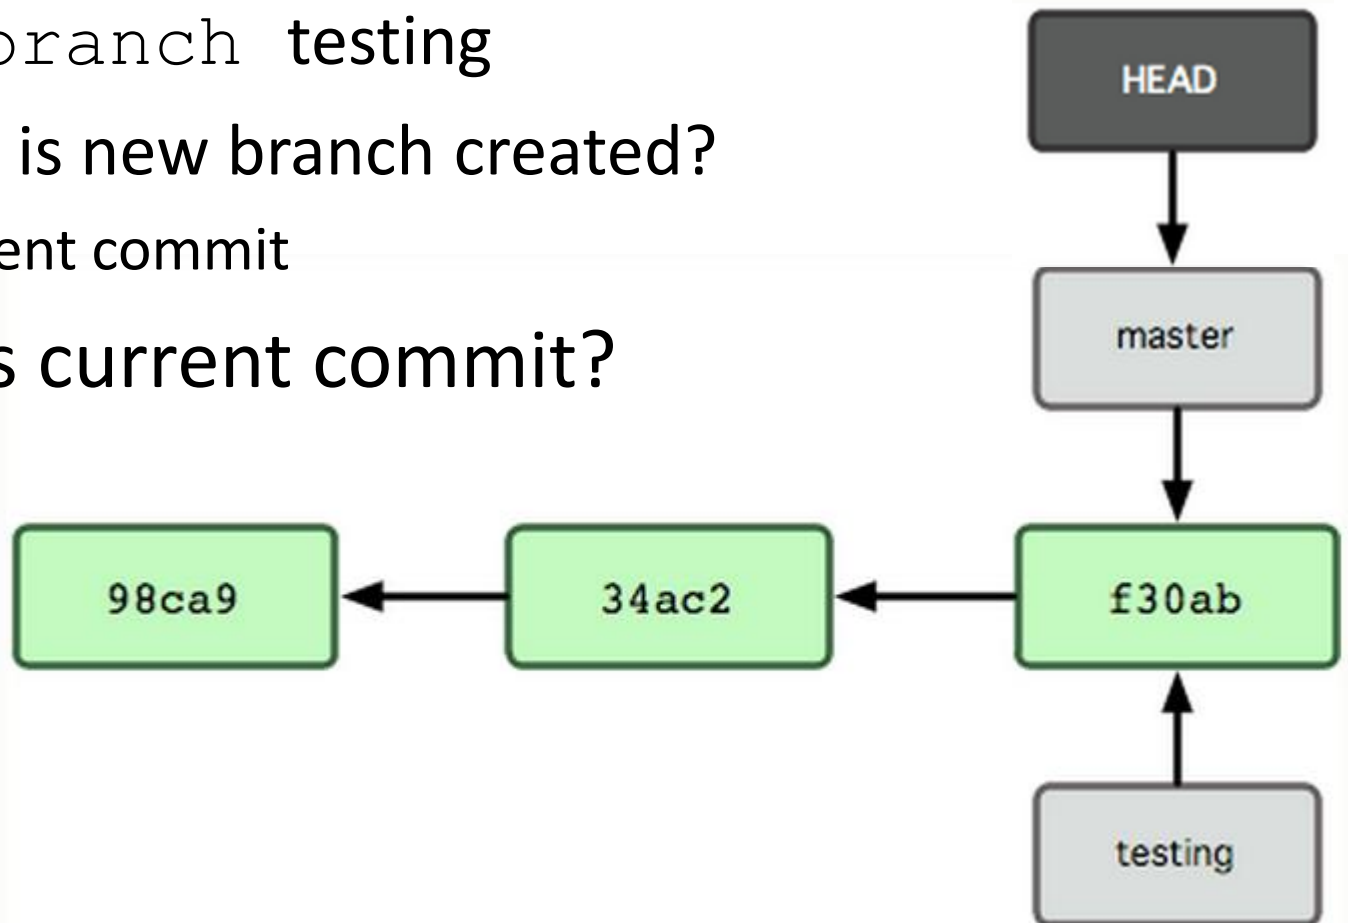 branch testing
is new branch created?
ent commit
s current commit?
HEAD
master
98ca9
34ac2
f30ab
testing